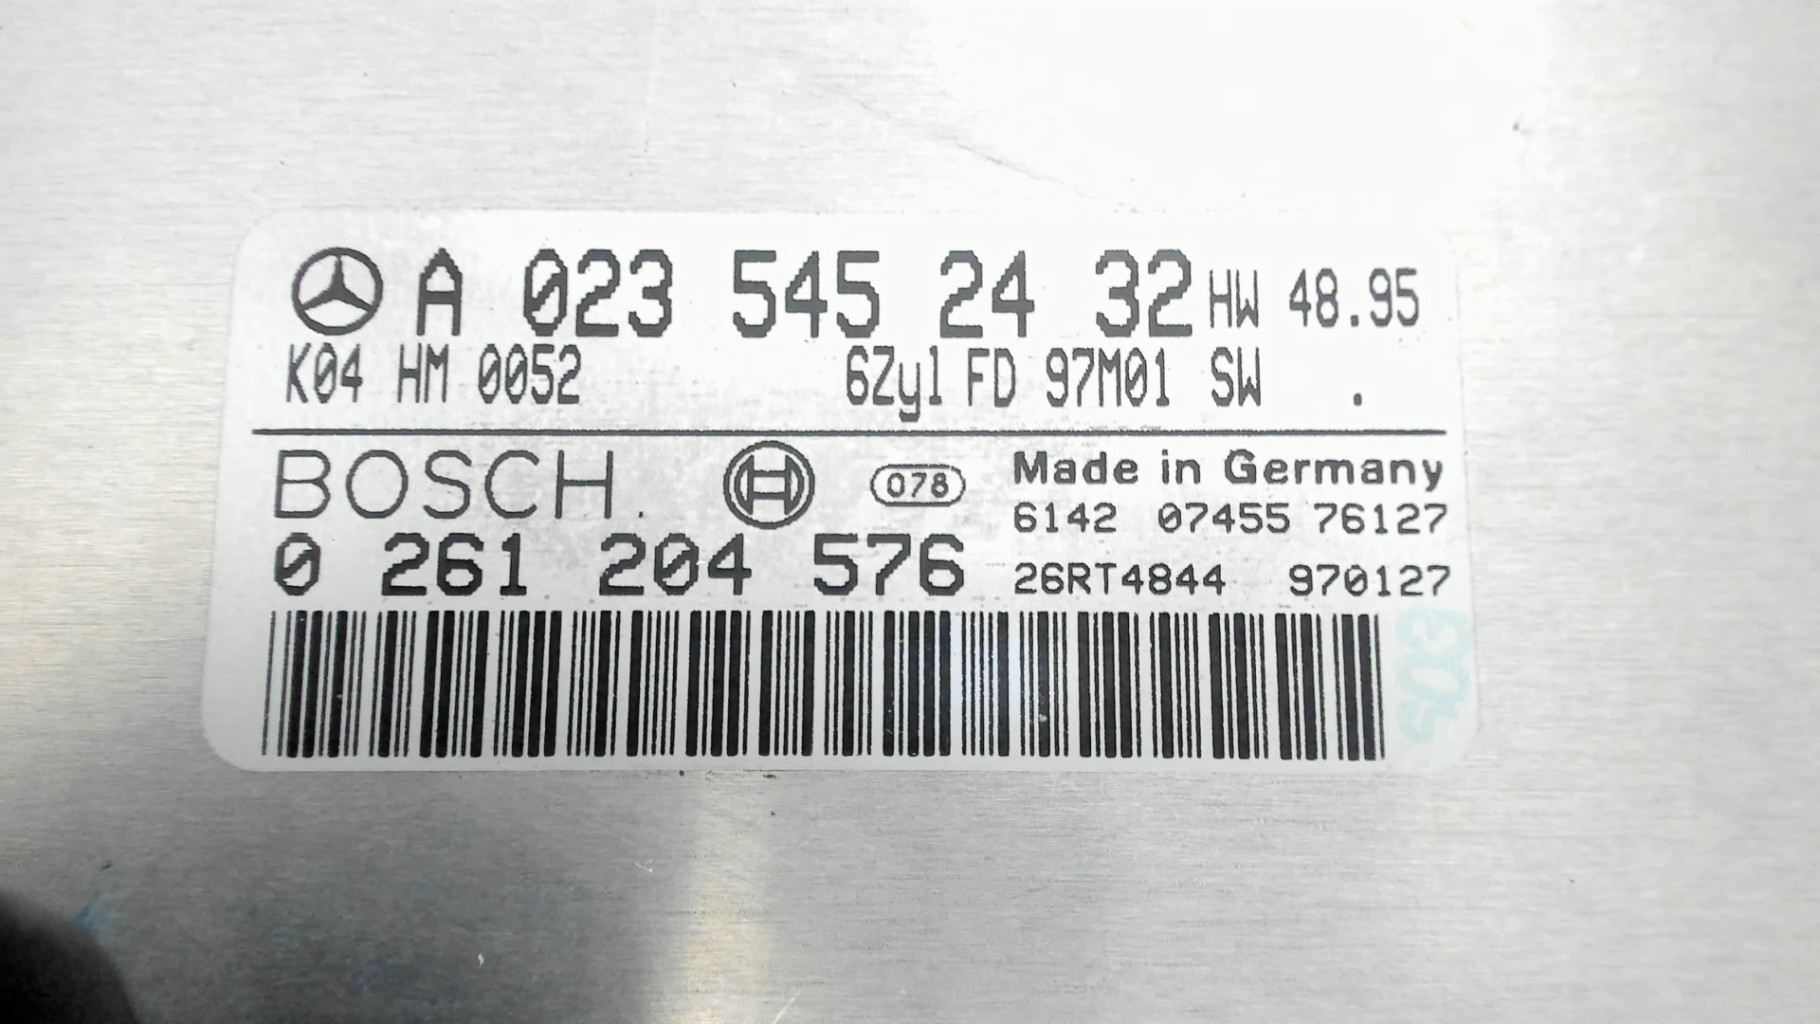 A 023 545 24 32 HW 48.95
K04 HM 0052 6Zyl FD 97M01 SW .
BOSCH. 078 Made in Germany
6142 07455 76127
0 261 204 576
26RT4844 970127